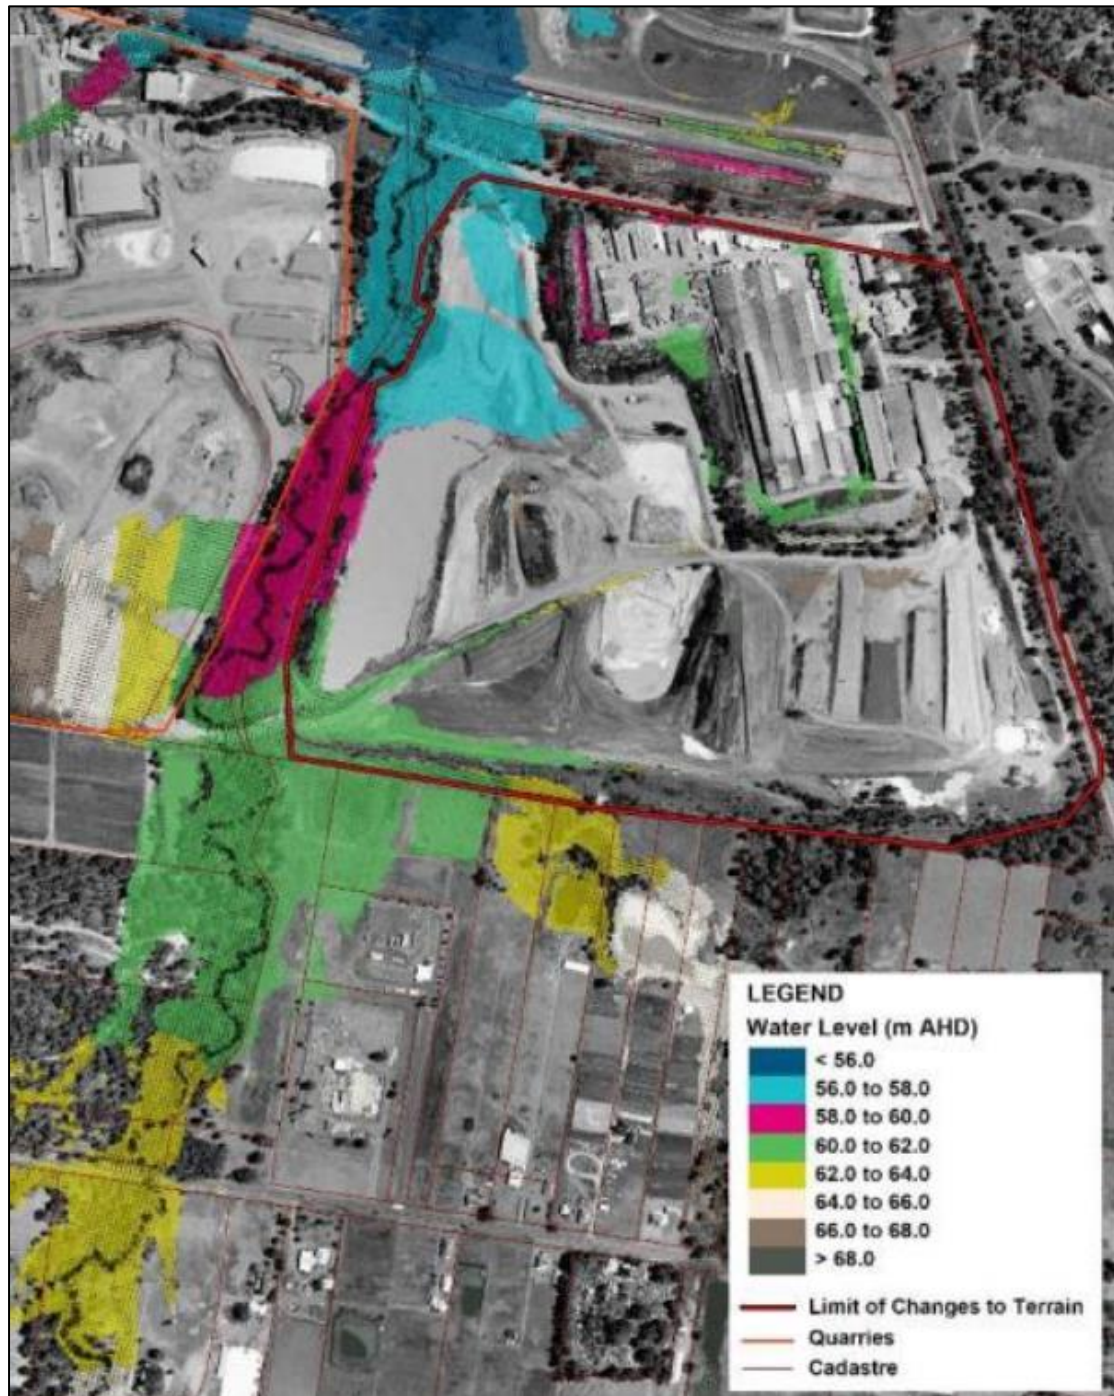 LEGEND
Water Level (m AHD)
< 56.0
56.0 to 58.0
58.0 to 60.0
60.0 to 62.0
62.0 to 64.0
64.0 to 66.0
66.0 to 68.0
> 68.0
Limit of Changes to Terrain
Quarries
Cadastre